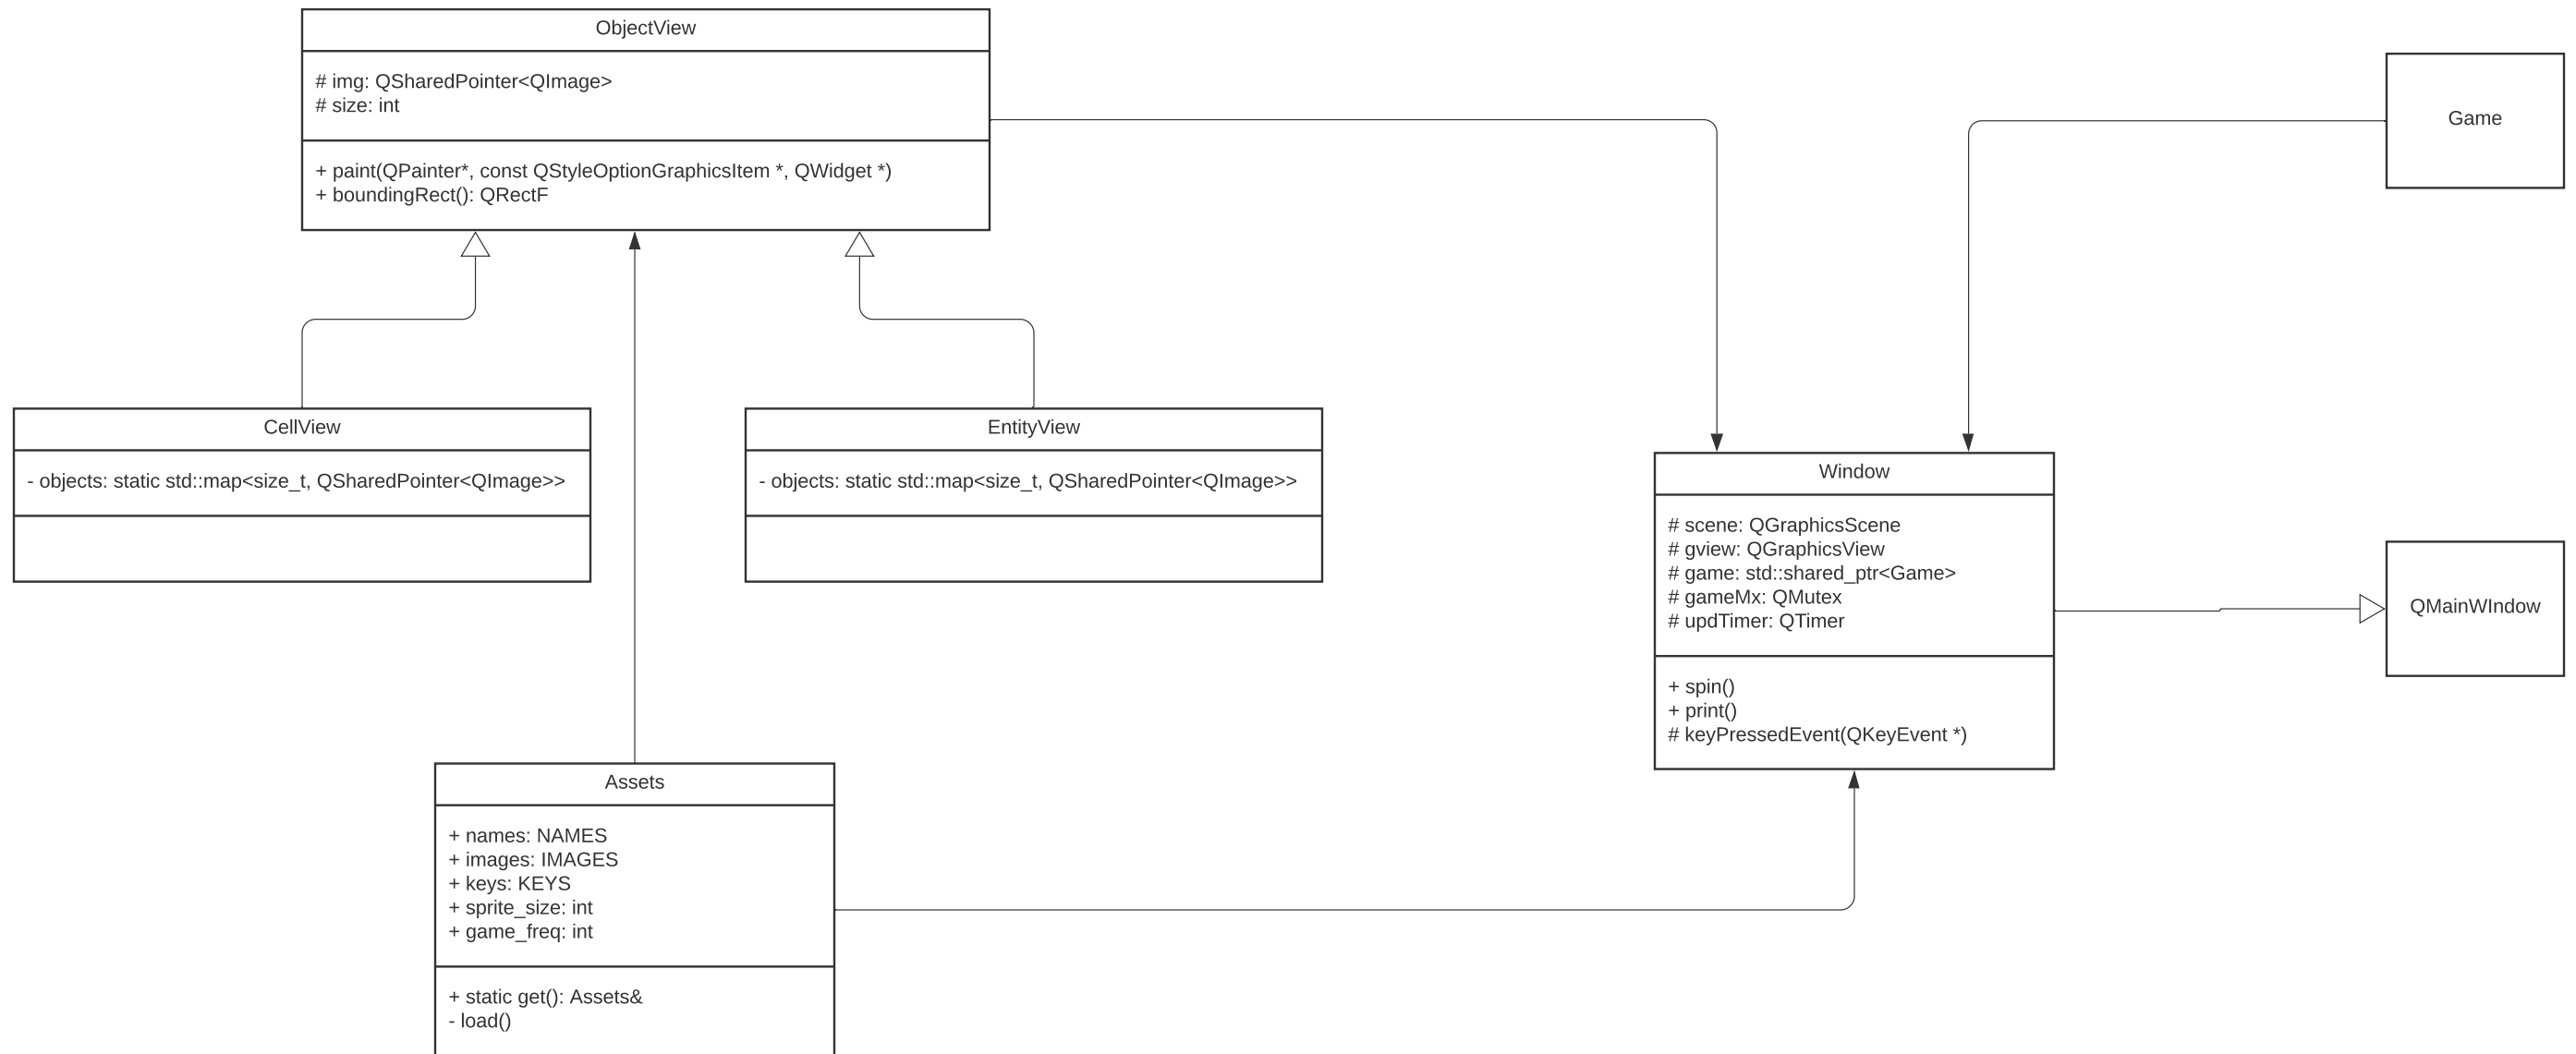 ObjectView
# img: QSharedPointer<QImage>
# size: int
+ paint(QPainter*, const QStyleOptionGraphicsItem *, QWidget *)
+ boundingRect(): QRectF
Game
CellView
- objects: static std::map<size_t, QSharedPointer<QImage>>
EntityView
- objects: static std::map<size_t, QSharedPointer<QImage>>
Window
# scene: QGraphicsScene
# gview: QGraphicsView
# game: std::shared_ptr<Game>
# gameMx: QMutex
# updTimer: QTimer
+ spin()
+ print()
# keyPressedEvent(QKeyEvent *)
QMainWIndow
Assets
+ names: NAMES
+ images: IMAGES
+ keys: KEYS
+ sprite_size: int
+ game_freq: int
+ static get(): Assets&
- load()